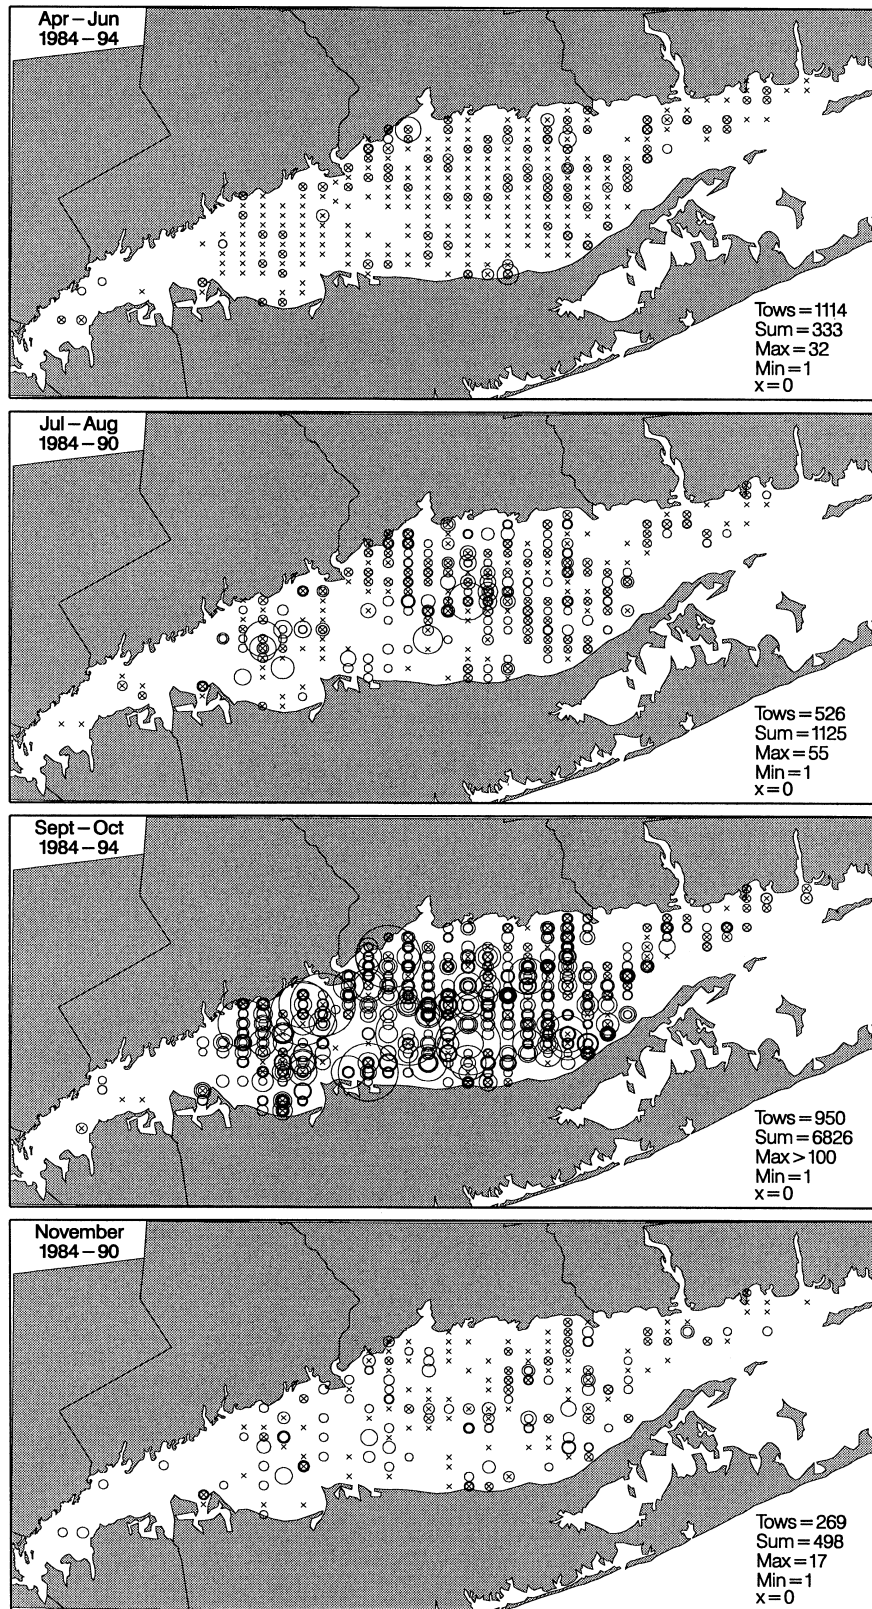 Apr – Jun
1984 – 94
Tows = 1114
Sum = 333
Max = 32
Min = 1
x = 0
Jul – Aug
1984 – 90
Tows = 526
Sum = 1125
Max = 55
Min = 1
x = 0
Sept – Oct
1984 – 94
Tows = 950
Sum = 6826
Max > 100
Min = 1
x = 0
November
1984 – 90
Tows = 269
Sum = 498
Max = 17
Min = 1
x = 0